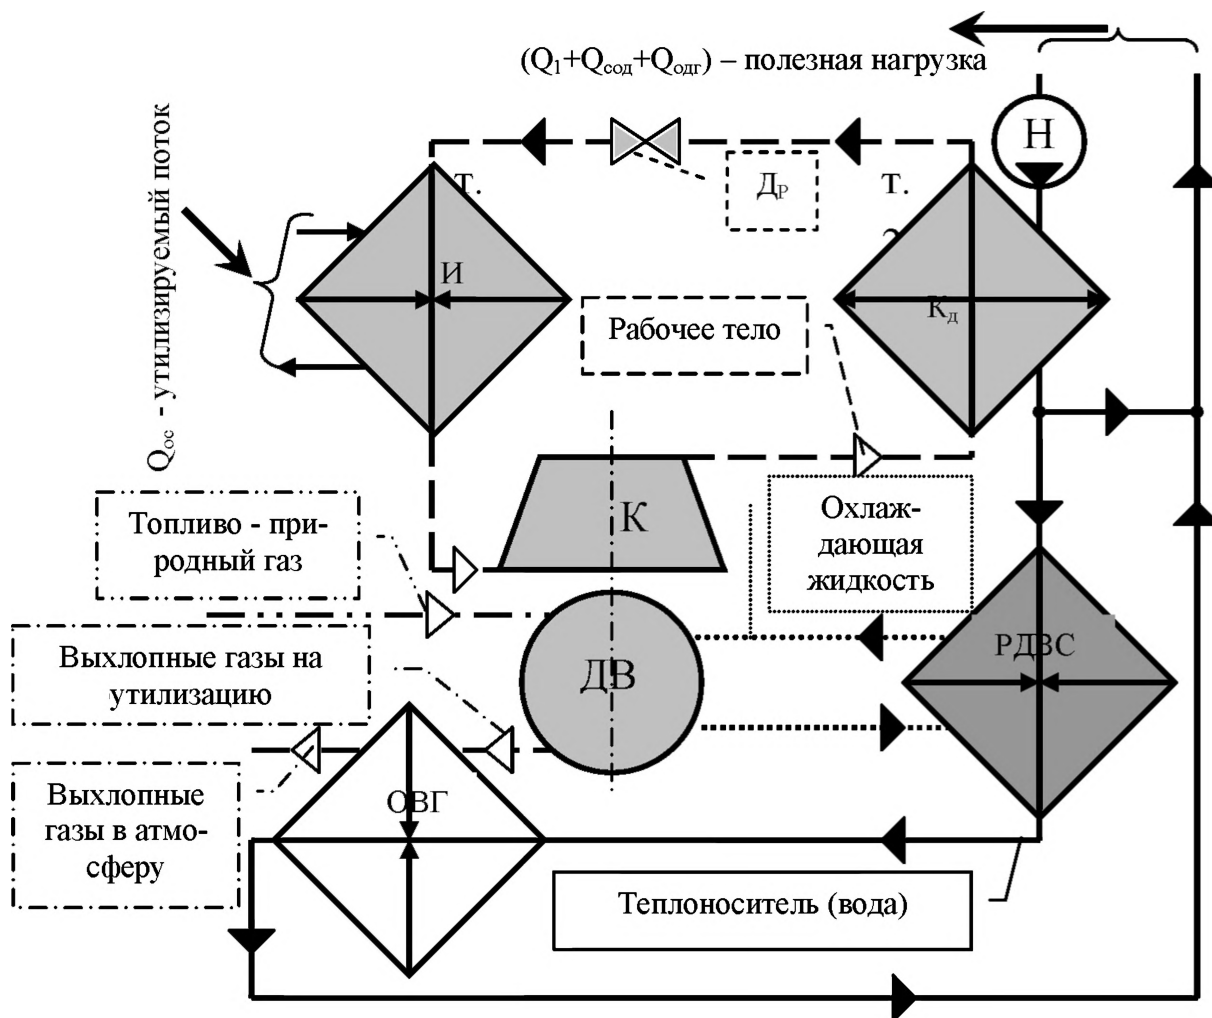 (Q₁+Qсод+Qодг) – полезная нагрузка
Н
Qос - утилизируемый поток
т.
Др
т.
И
Кд
Рабочее тело
Топливо - при-
родный газ
К
Охлаж-
дающая
жидкость
Выхлопные газы на
утилизацию
ДВ
РДВС
Выхлопные
газы в атмо-
сферу
ОВГ
Теплоноситель (вода)